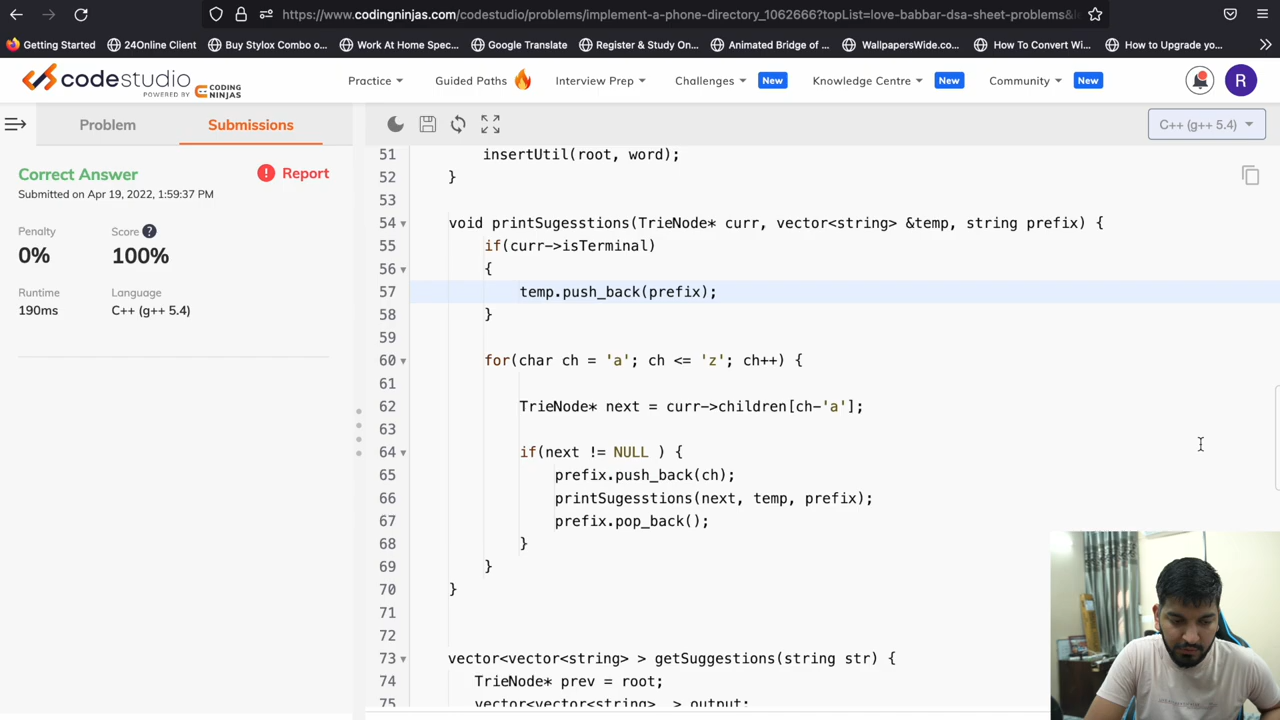 https://www.codingninjas.com/codestudio/problems/implement-a-phone-directory_1062666?topList=love-babbar-dsa-sheet-problems&l
Getting Started
24Online Client
Buy Stylox Combo o...
Work At Home Spec...
Google Translate
Register & Study On...
Animated Bridge of ...
WallpapersWide.co...
How To Convert Wi...
How to Upgrade yo...
codestudio
POWERED BY CODING NINJAS
Practice
Guided Paths
Interview Prep
Challenges
New
Knowledge Centre
New
Community
New
R
Problem
Submissions
C++ (g++ 5.4)
Correct Answer
Report
Submitted on Apr 19, 2022, 1:59:37 PM
Penalty
Score ?
0%
100%
Runtime
Language
190ms
C++ (g++ 5.4)
51 insertUtil(root, word);
52 }
53
54 void printSugesstions(TrieNode* curr, vector<string> &temp, string prefix) {
55 if(curr->isTerminal)
56 {
57 temp.push_back(prefix);
58 }
59
60 for(char ch = 'a'; ch <= 'z'; ch++) {
61
62 TrieNode* next = curr->children[ch-'a'];
63
64 if(next != NULL ) {
65 prefix.push_back(ch);
66 printSugesstions(next, temp, prefix);
67 prefix.pop_back();
68 }
69 }
70 }
71
72
73 vector<vector<string> > getSuggestions(string str) {
74 TrieNode* prev = root;
75 vector<vector<string> > output;